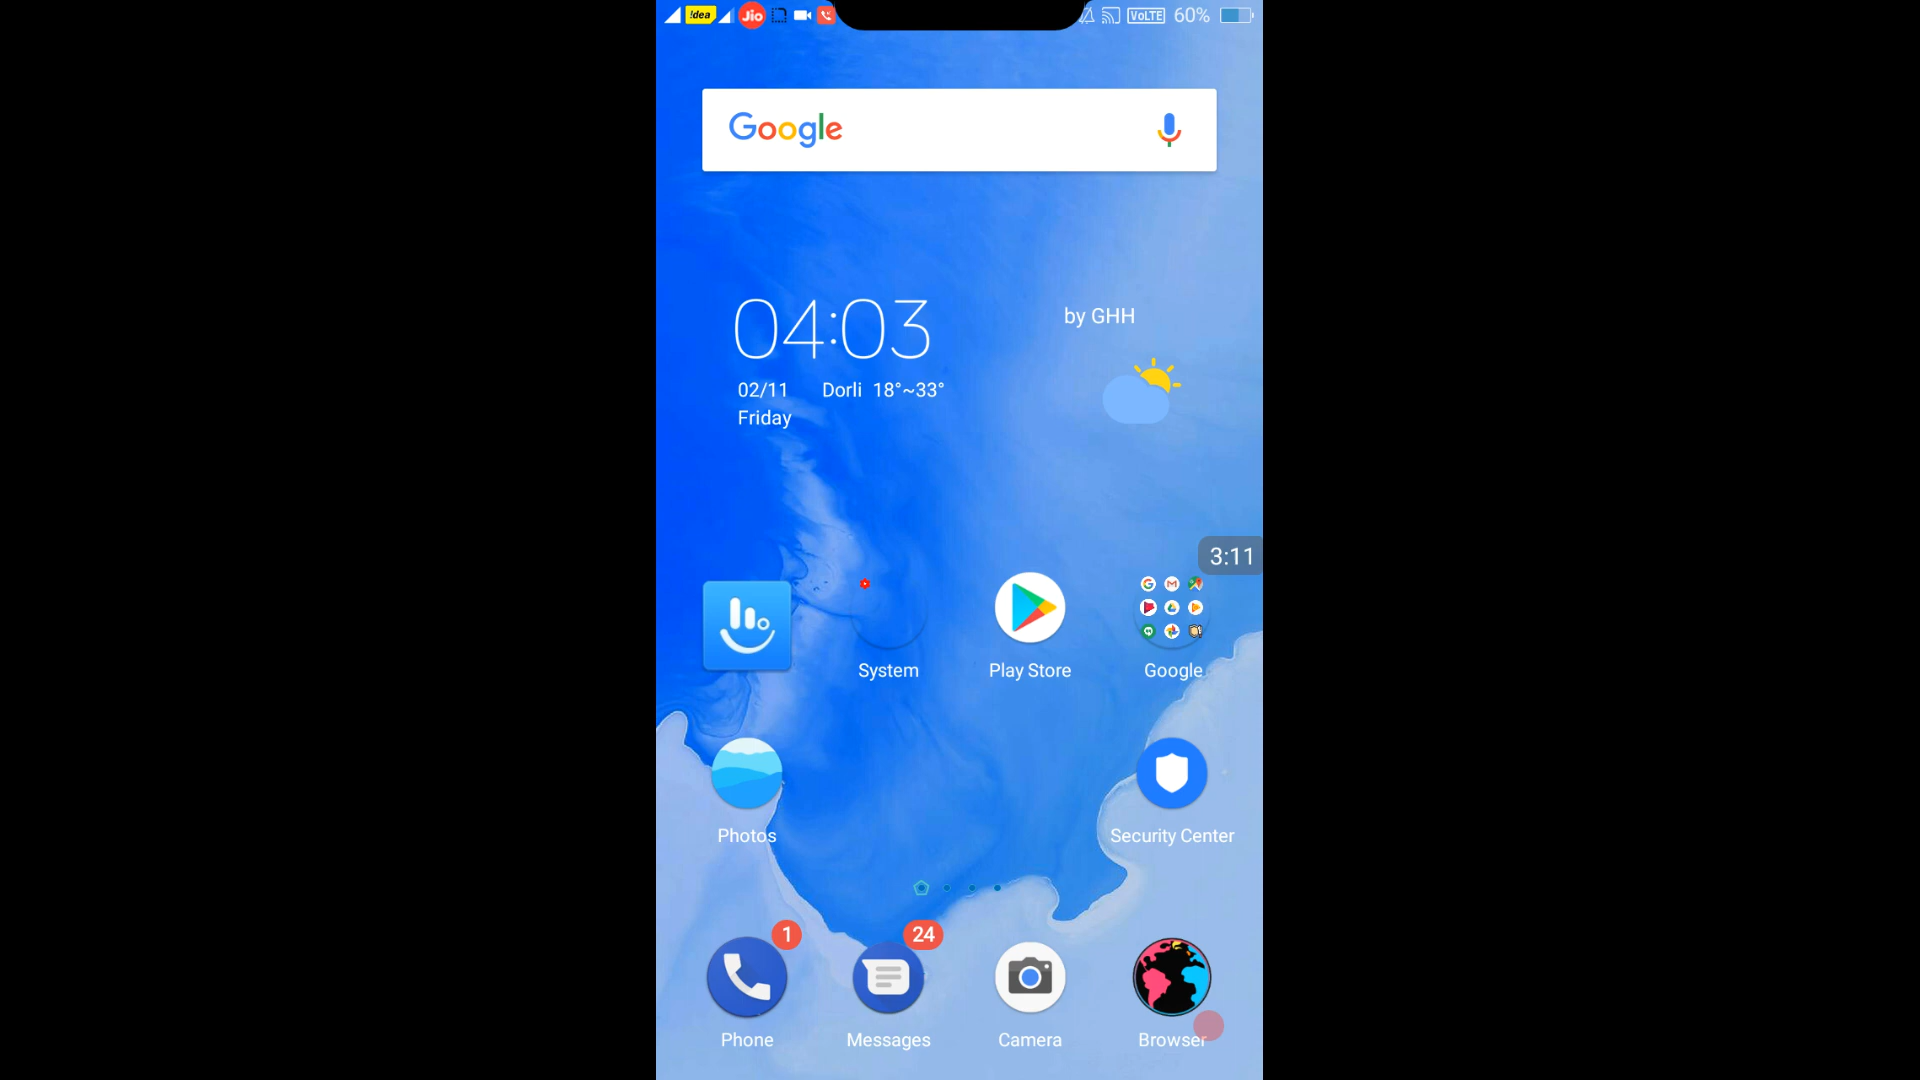 !dea Jio VoLTE 60%
Google
04:03
by GHH
02/11 Dorli 18°~33°
Friday
3:11
System
Play Store
Google
Photos
Security Center
1
24
Phone
Messages
Camera
Browser